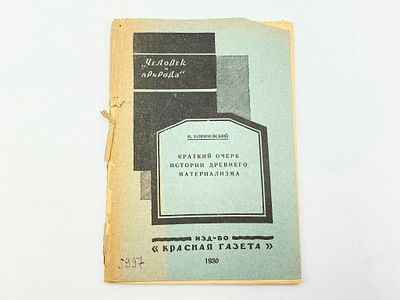 „Человек
и
природа"
И. БОРИЧЕВСКИЙ
КРАТКИЙ ОЧЕРК
ИСТОРИИ ДРЕВНЕГО
МАТЕРИАЛИЗМА
ИЗД-ВО
«КРАСНАЯ ГАЗЕТА»
1930
5997